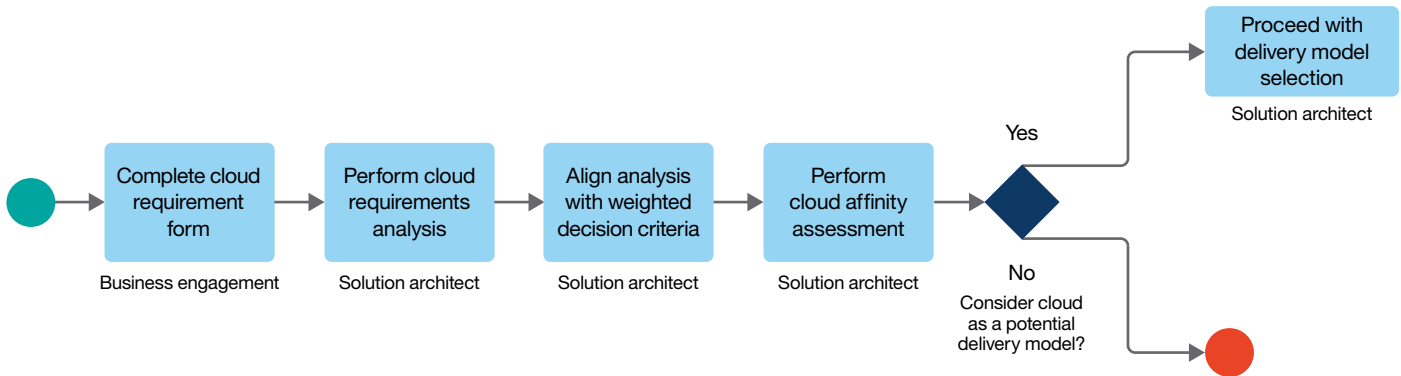 Complete cloud
requirement
form
Business engagement
Perform cloud
requirements
analysis
Solution architect
Align analysis
with weighted
decision criteria
Solution architect
Perform
cloud affinity
assessment
Solution architect
Yes
No
Consider cloud
as a potential
delivery model?
Proceed with
delivery model
selection
Solution architect